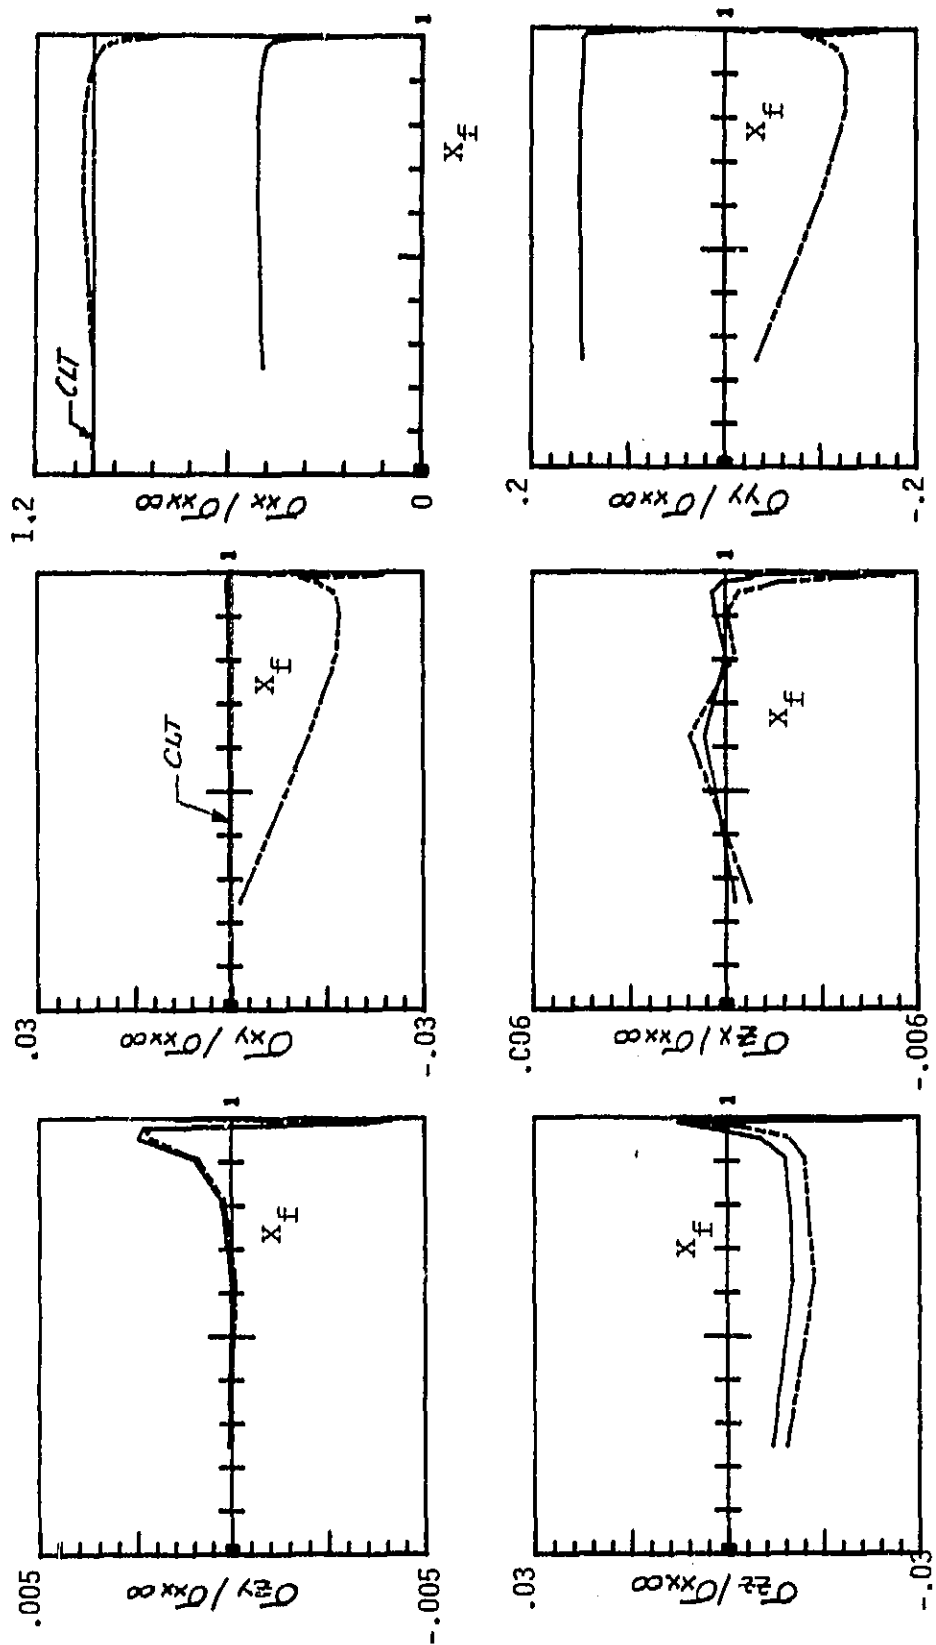 .005
σzy/σxx∞
-.005
1
Xf
.03
σxy/σxx∞
-.03
CLT
1
Xf
1.2
σxx/σxx∞
0
CLT
1
Xf
.03
σzz/σxx∞
-.03
1
Xf
.006
σzx/σxx∞
-.006
1
Xf
.2
σyy/σxx∞
-.2
1
Xf